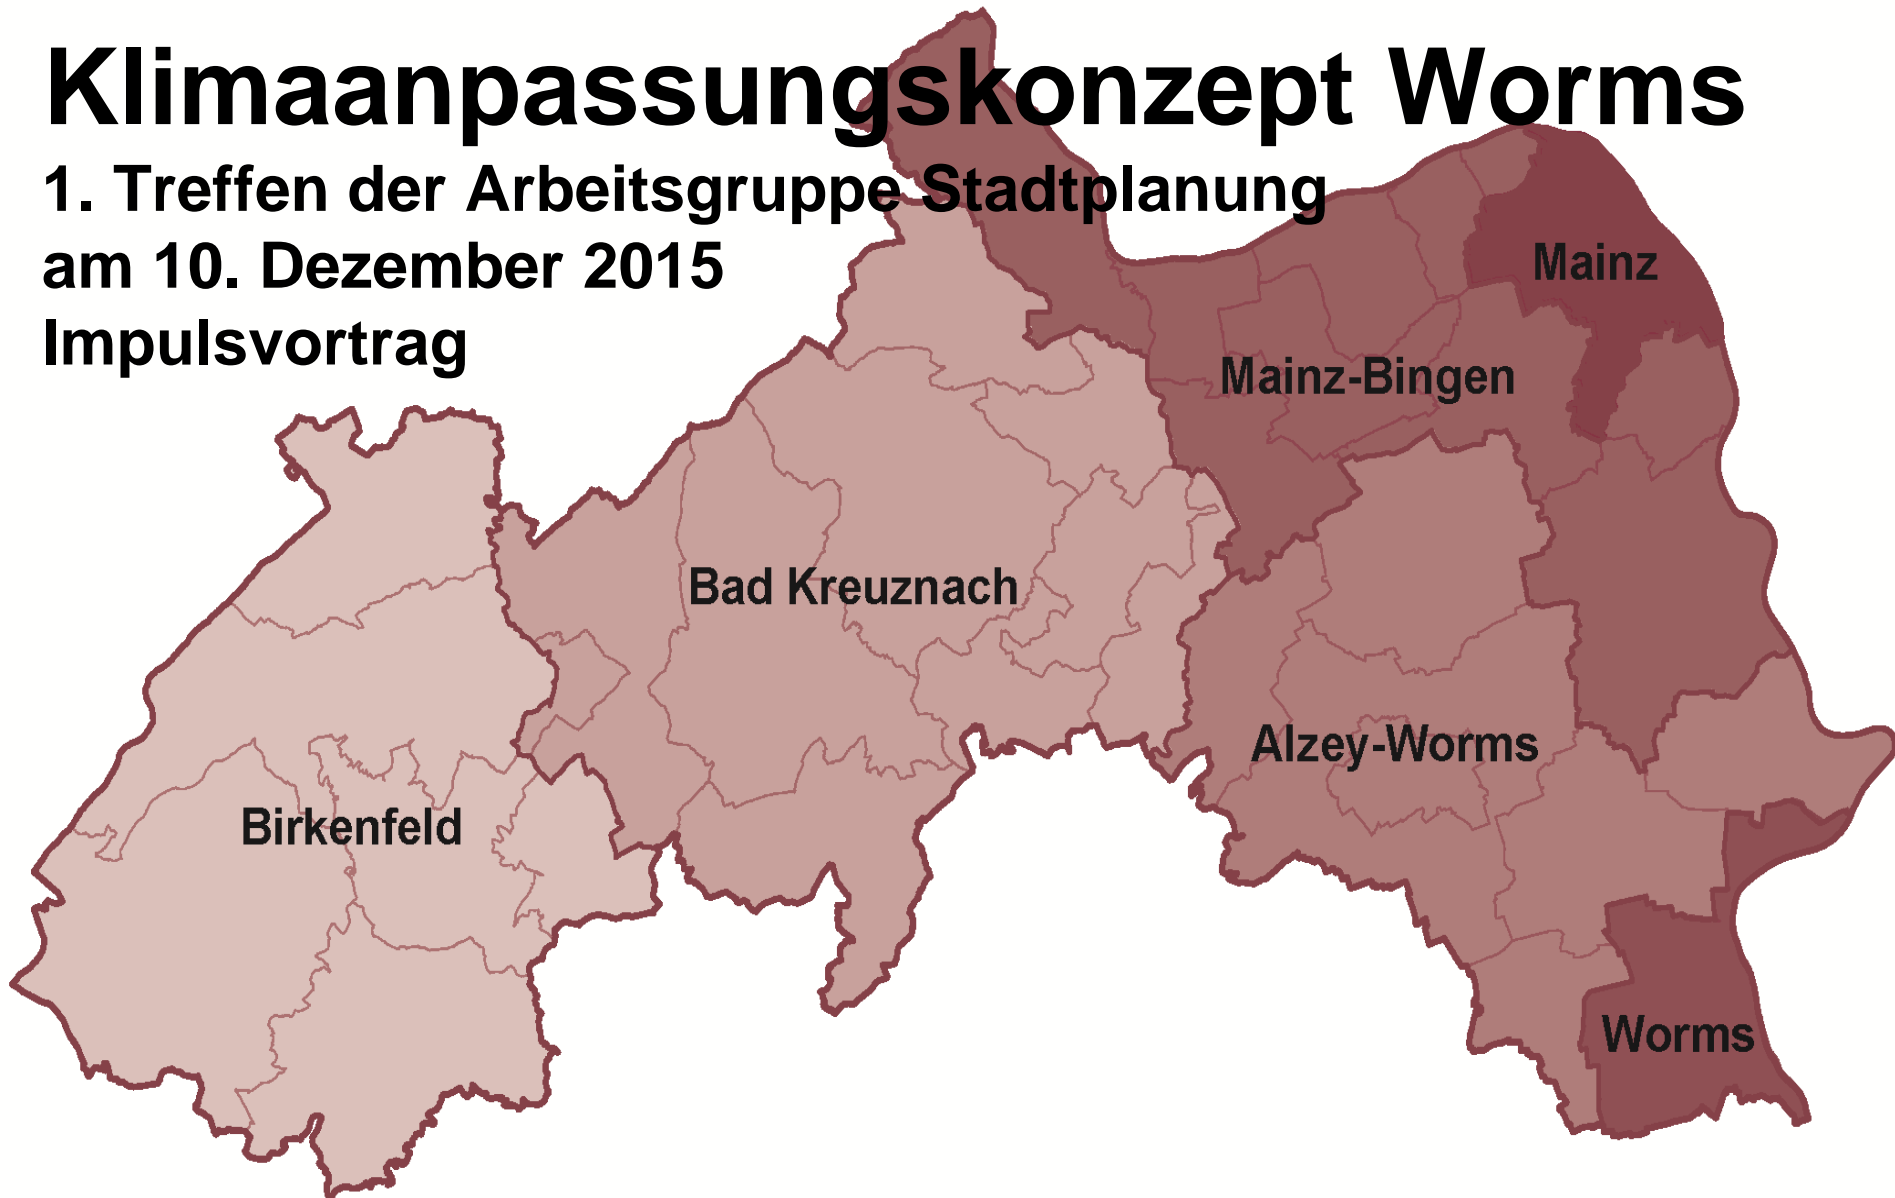 Klimaanpassungskonzept Worms
1. Treffen der Arbeitsgruppe Stadtplanung
am 10. Dezember 2015
Impulsvortrag
Mainz
Mainz-Bingen
Bad Kreuznach
Alzey-Worms
Birkenfeld
Worms